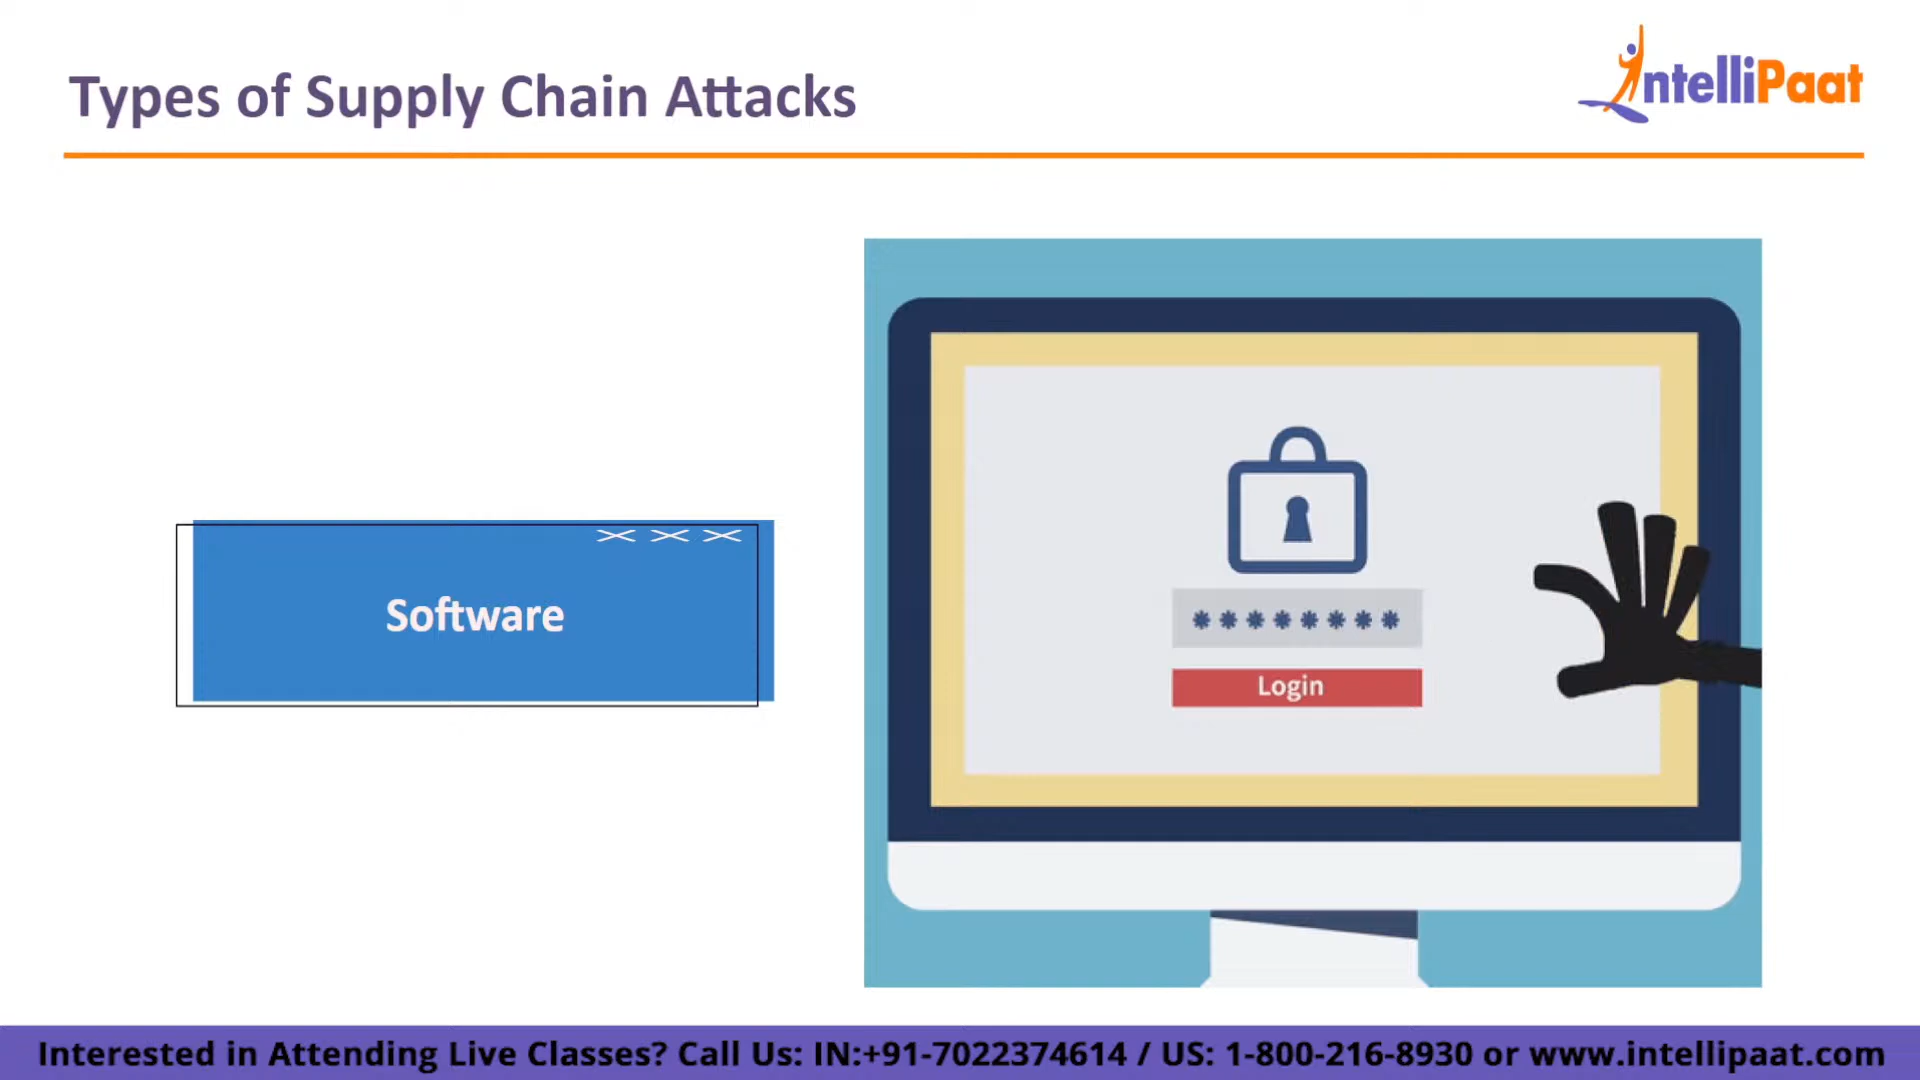 Types of Supply Chain Attacks
IntelliPaat
Software
********
Login
Interested in Attending Live Classes? Call Us: IN:+91-7022374614 / US: 1-800-216-8930 or www.intellipaat.com